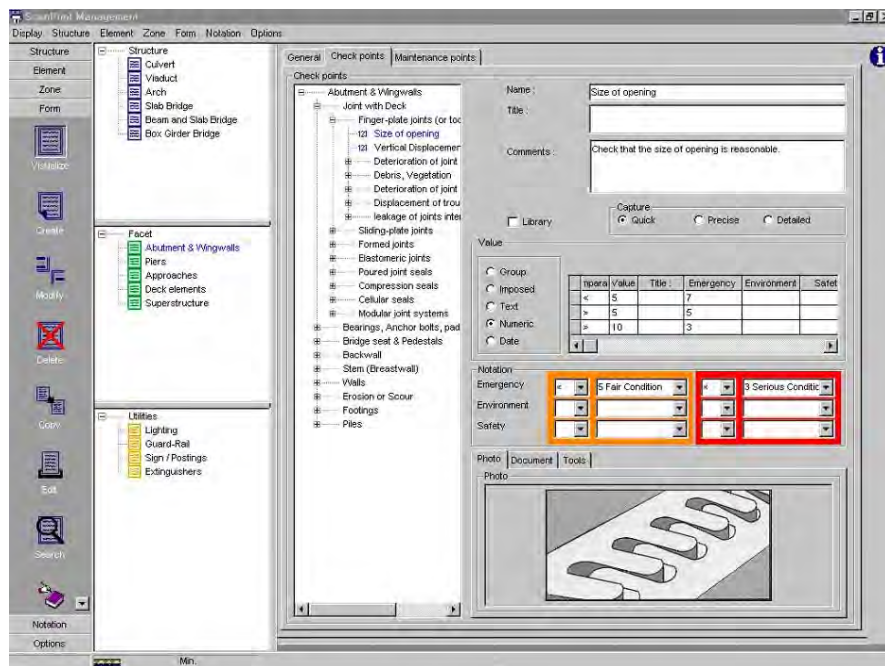 ScanPrint Management
Display Structure Element Zone Form Notation Options
Structure
Element
Zone
Form
Visualize
Create
Modify
Delete
Copy
Edit
Search
Notation
Options
Structure
Culvert
Viaduct
Arch
Slab Bridge
Beam and Slab Bridge
Box Girder Bridge
Facet
Abutment & Wingwalls
Piers
Approaches
Deck elements
Superstructure
Utilities
Lighting
Guard-Rail
Sign / Postings
Extinguishers
General Check points Maintenance points
Check points
Abutment & Wingwalls
Joint with Deck
Finger-plate joints (or too
123 Size of opening
123 Vertical Displacemen
Deterioration of joint
Debris, Vegetation
Deterioration of joint
Displacement of trou
leakage of joints inter
Sliding-plate joints
Formed joints
Elastomeric joints
Poured joint seals
Compression seals
Cellular seals
Modular joint systems
Bearings, Anchor bolts, pad
Bridge seat & Pedestals
Backwall
Stem (Breastwall)
Walls
Erosion or Scour
Footings
Piles
Name : Size of opening
Title :
Comments : Check that the size of opening is reasonable.
Library
Capture
Quick Precise Detailed
Value
Group
Imposed
Text
Numeric
Date
mpara Value Title : Emergency Environment Safet
< 5 7
> 5 5
> 10 3
Notation
Emergency < 5 Fair Condition < 3 Serious Conditic
Environment
Safety
Photo Document Tools
Photo
Min.